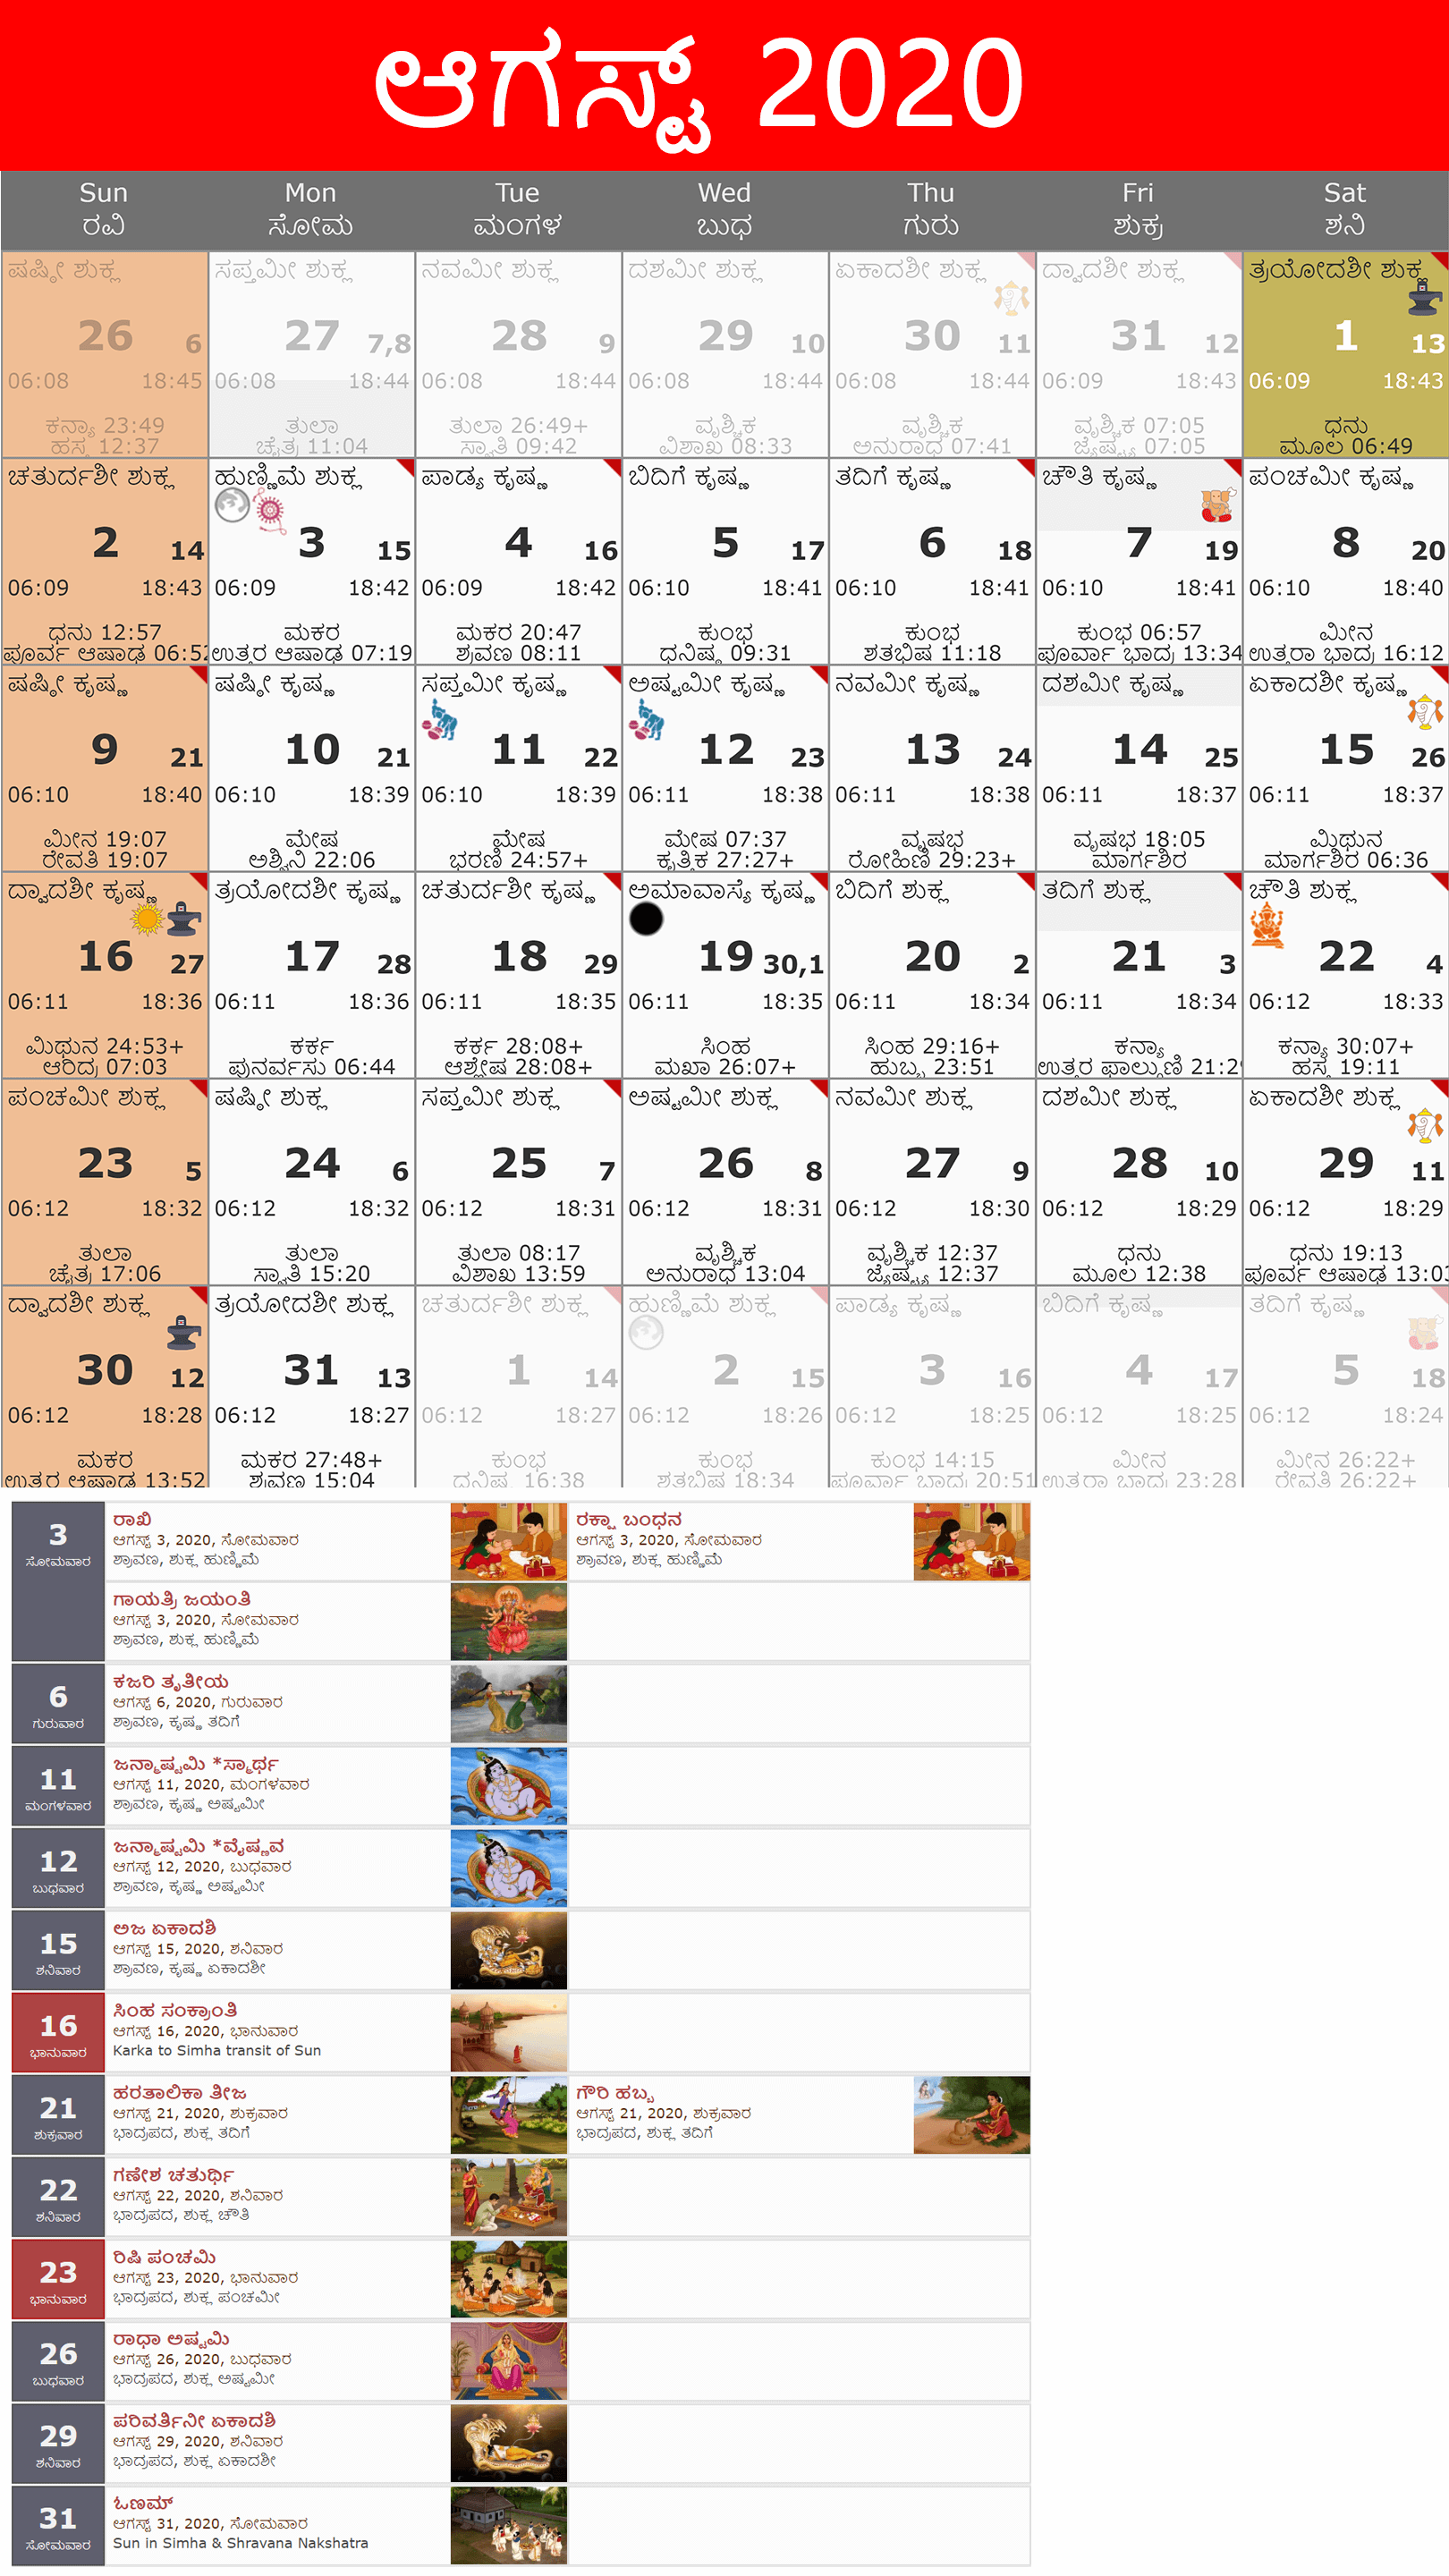 ಆಗಸ್ಟ್ 2020
Sun Mon Tue Wed Thu Fri Sat
ರವಿ ಸೋಮ ಮಂಗಳ ಬುಧ ಗುರು ಶುಕ್ರ ಶನಿ
ಷಷ್ಠೀ ಶುಕ್ಲ ಸಪ್ತಮೀ ಶುಕ್ಲ ನವಮೀ ಶುಕ್ಲ ದಶಮೀ ಶುಕ್ಲ ಏಕಾದಶೀ ಶುಕ್ಲ ದ್ವಾದಶೀ ಶುಕ್ಲ ತ್ರಯೋದಶೀ ಶುಕ್ಲ
26 6 27 7,8 28 9 29 10 30 11 31 12 1 13
06:08 18:45 06:08 18:44 06:08 18:44 06:08 18:44 06:08 18:44 06:09 18:43 06:09 18:43
ಕನ್ಯಾ 23:49 ತುಲಾ ತುಲಾ 26:49+ ವೃಶ್ಚಿಕ ವೃಶ್ಚಿಕ ವೃಶ್ಚಿಕ 07:05 ಧನು
ಹಸ್ತ 12:37 ಚೈತ್ರ 11:04 ಸ್ವಾತಿ 09:42 ವಿಶಾಖ 08:33 ಅನುರಾಧ 07:41 ಜ್ಯೆಷ್ಟ್ಯ 07:05 ಮೂಲ 06:49
ಚತುರ್ದಶೀ ಶುಕ್ಲ ಹುಣ್ಣಿಮೆ ಶುಕ್ಲ ಪಾಡ್ಯ ಕೃಷ್ಣ ಬಿದಿಗೆ ಕೃಷ್ಣ ತದಿಗೆ ಕೃಷ್ಣ ಚೌತಿ ಕೃಷ್ಣ ಪಂಚಮೀ ಕೃಷ್ಣ
2 14 3 15 4 16 5 17 6 18 7 19 8 20
06:09 18:43 06:09 18:42 06:09 18:42 06:10 18:41 06:10 18:41 06:10 18:41 06:10 18:40
ಧನು 12:57 ಮಕರ ಮಕರ 20:47 ಕುಂಭ ಕುಂಭ ಕುಂಭ 06:57 ಮೀನ
ಪೂರ್ವ ಆಷಾಢ 06:52 ಉತ್ತರ ಆಷಾಢ 07:19 ಶ್ರವಣ 08:11 ಧನಿಷ್ಠ 09:31 ಶತಭಿಷ 11:18 ಪೂರ್ವಾ ಭಾದ್ರ 13:34 ಉತ್ತರಾ ಭಾದ್ರ 16:12
ಷಷ್ಠೀ ಕೃಷ್ಣ ಷಷ್ಠೀ ಕೃಷ್ಣ ಸಪ್ತಮೀ ಕೃಷ್ಣ ಅಷ್ಟಮೀ ಕೃಷ್ಣ ನವಮೀ ಕೃಷ್ಣ ದಶಮೀ ಕೃಷ್ಣ ಏಕಾದಶೀ ಕೃಷ್ಣ
9 21 10 21 11 22 12 23 13 24 14 25 15 26
06:10 18:40 06:10 18:39 06:10 18:39 06:11 18:38 06:11 18:38 06:11 18:37 06:11 18:37
ಮೀನ 19:07 ಮೇಷ ಮೇಷ ಮೇಷ 07:37 ವೃಷಭ ವೃಷಭ 18:05 ಮಿಥುನ
ರೇವತಿ 19:07 ಅಶ್ವಿನಿ 22:06 ಭರಣಿ 24:57+ ಕೃತ್ತಿಕ 27:27+ ರೋಹಿಣಿ 29:23+ ಮಾರ್ಗಶಿರ ಮಾರ್ಗಶಿರ 06:36
ದ್ವಾದಶೀ ಕೃಷ್ಣ ತ್ರಯೋದಶೀ ಕೃಷ್ಣ ಚತುರ್ದಶೀ ಕೃಷ್ಣ ಅಮಾವಾಸ್ಯೆ ಕೃಷ್ಣ ಬಿದಿಗೆ ಶುಕ್ಲ ತದಿಗೆ ಶುಕ್ಲ ಚೌತಿ ಶುಕ್ಲ
16 27 17 28 18 29 19 30,1 20 2 21 3 22 4
06:11 18:36 06:11 18:36 06:11 18:35 06:11 18:35 06:11 18:34 06:11 18:34 06:12 18:33
ಮಿಥುನ 24:53+ ಕರ್ಕ ಕರ್ಕ 28:08+ ಸಿಂಹ ಸಿಂಹ 29:16+ ಕನ್ಯಾ ಕನ್ಯಾ 30:07+
ಆರಿದ್ರ 07:03 ಪುನರ್ವಸು 06:44 ಆಶ್ಲೇಷ 28:08+ ಮಖಾ 26:07+ ಹುಬ್ಬ 23:51 ಉತ್ತರ ಫಾಲ್ಗುಣಿ 21:29 ಹಸ್ತ 19:11
ಪಂಚಮೀ ಶುಕ್ಲ ಷಷ್ಠೀ ಶುಕ್ಲ ಸಪ್ತಮೀ ಶುಕ್ಲ ಅಷ್ಟಮೀ ಶುಕ್ಲ ನವಮೀ ಶುಕ್ಲ ದಶಮೀ ಶುಕ್ಲ ಏಕಾದಶೀ ಶುಕ್ಲ
23 5 24 6 25 7 26 8 27 9 28 10 29 11
06:12 18:32 06:12 18:32 06:12 18:31 06:12 18:31 06:12 18:30 06:12 18:29 06:12 18:29
ತುಲಾ ತುಲಾ ತುಲಾ 08:17 ವೃಶ್ಚಿಕ ವೃಶ್ಚಿಕ 12:37 ಧನು ಧನು 19:13
ಚೈತ್ರ 17:06 ಸ್ವಾತಿ 15:20 ವಿಶಾಖ 13:59 ಅನುರಾಧ 13:04 ಜ್ಯೆಷ್ಟ್ಯ 12:37 ಮೂಲ 12:38 ಪೂರ್ವ ಆಷಾಢ 13:03
ದ್ವಾದಶೀ ಶುಕ್ಲ ತ್ರಯೋದಶೀ ಶುಕ್ಲ ಚತುರ್ದಶೀ ಶುಕ್ಲ ಹುಣ್ಣಿಮೆ ಶುಕ್ಲ ಪಾಡ್ಯ ಕೃಷ್ಣ ಬಿದಿಗೆ ಕೃಷ್ಣ ತದಿಗೆ ಕೃಷ್ಣ
30 12 31 13 1 14 2 15 3 16 4 17 5 18
06:12 18:28 06:12 18:27 06:12 18:27 06:12 18:26 06:12 18:25 06:12 18:25 06:12 18:24
ಮಕರ ಮಕರ 27:48+ ಕುಂಭ ಕುಂಭ ಕುಂಭ 14:15 ಮೀನ ಮೀನ 26:22+
ಉತ್ತರ ಆಷಾಢ 13:52 ಶ್ರವಣ 15:04 ಧನಿಷ್ಠ 16:38 ಶತಭಿಷ 18:34 ಪೂರ್ವಾ ಭಾದ್ರ 20:51 ಉತ್ತರಾ ಭಾದ್ರ 23:28 ರೇವತಿ 26:22+
3
ಸೋಮವಾರ
ರಾಖಿ
ಆಗಸ್ಟ್ 3, 2020, ಸೋಮವಾರ
ಶ್ರಾವಣ, ಶುಕ್ಲ ಹುಣ್ಣಿಮೆ
ರಕ್ಷಾ ಬಂಧನ
ಆಗಸ್ಟ್ 3, 2020, ಸೋಮವಾರ
ಶ್ರಾವಣ, ಶುಕ್ಲ ಹುಣ್ಣಿಮೆ
ಗಾಯತ್ರಿ ಜಯಂತಿ
ಆಗಸ್ಟ್ 3, 2020, ಸೋಮವಾರ
ಶ್ರಾವಣ, ಶುಕ್ಲ ಹುಣ್ಣಿಮೆ
6
ಗುರುವಾರ
ಕಜರಿ ತೃತೀಯ
ಆಗಸ್ಟ್ 6, 2020, ಗುರುವಾರ
ಶ್ರಾವಣ, ಕೃಷ್ಣ ತದಿಗೆ
11
ಮಂಗಳವಾರ
ಜನ್ಮಾಷ್ಟಮಿ *ಸ್ಮಾರ್ಥ
ಆಗಸ್ಟ್ 11, 2020, ಮಂಗಳವಾರ
ಶ್ರಾವಣ, ಕೃಷ್ಣ ಅಷ್ಟಮೀ
12
ಬುಧವಾರ
ಜನ್ಮಾಷ್ಟಮಿ *ವೈಷ್ಣವ
ಆಗಸ್ಟ್ 12, 2020, ಬುಧವಾರ
ಶ್ರಾವಣ, ಕೃಷ್ಣ ಅಷ್ಟಮೀ
15
ಶನಿವಾರ
ಅಜ ಏಕಾದಶಿ
ಆಗಸ್ಟ್ 15, 2020, ಶನಿವಾರ
ಶ್ರಾವಣ, ಕೃಷ್ಣ ಏಕಾದಶೀ
16
ಭಾನುವಾರ
ಸಿಂಹ ಸಂಕ್ರಾಂತಿ
ಆಗಸ್ಟ್ 16, 2020, ಭಾನುವಾರ
Karka to Simha transit of Sun
21
ಶುಕ್ರವಾರ
ಹರತಾಲಿಕಾ ತೀಜ
ಆಗಸ್ಟ್ 21, 2020, ಶುಕ್ರವಾರ
ಭಾದ್ರಪದ, ಶುಕ್ಲ ತದಿಗೆ
ಗೌರಿ ಹಬ್ಬ
ಆಗಸ್ಟ್ 21, 2020, ಶುಕ್ರವಾರ
ಭಾದ್ರಪದ, ಶುಕ್ಲ ತದಿಗೆ
22
ಶನಿವಾರ
ಗಣೇಶ ಚತುರ್ಥಿ
ಆಗಸ್ಟ್ 22, 2020, ಶನಿವಾರ
ಭಾದ್ರಪದ, ಶುಕ್ಲ ಚೌತಿ
23
ಭಾನುವಾರ
ರಿಷಿ ಪಂಚಮಿ
ಆಗಸ್ಟ್ 23, 2020, ಭಾನುವಾರ
ಭಾದ್ರಪದ, ಶುಕ್ಲ ಪಂಚಮೀ
26
ಬುಧವಾರ
ರಾಧಾ ಅಷ್ಟಮಿ
ಆಗಸ್ಟ್ 26, 2020, ಬುಧವಾರ
ಭಾದ್ರಪದ, ಶುಕ್ಲ ಅಷ್ಟಮೀ
29
ಶನಿವಾರ
ಪರಿವರ್ತಿನೀ ಏಕಾದಶಿ
ಆಗಸ್ಟ್ 29, 2020, ಶನಿವಾರ
ಭಾದ್ರಪದ, ಶುಕ್ಲ ಏಕಾದಶೀ
31
ಸೋಮವಾರ
ಓಣಮ್
ಆಗಸ್ಟ್ 31, 2020, ಸೋಮವಾರ
Sun in Simha & Shravana Nakshatra